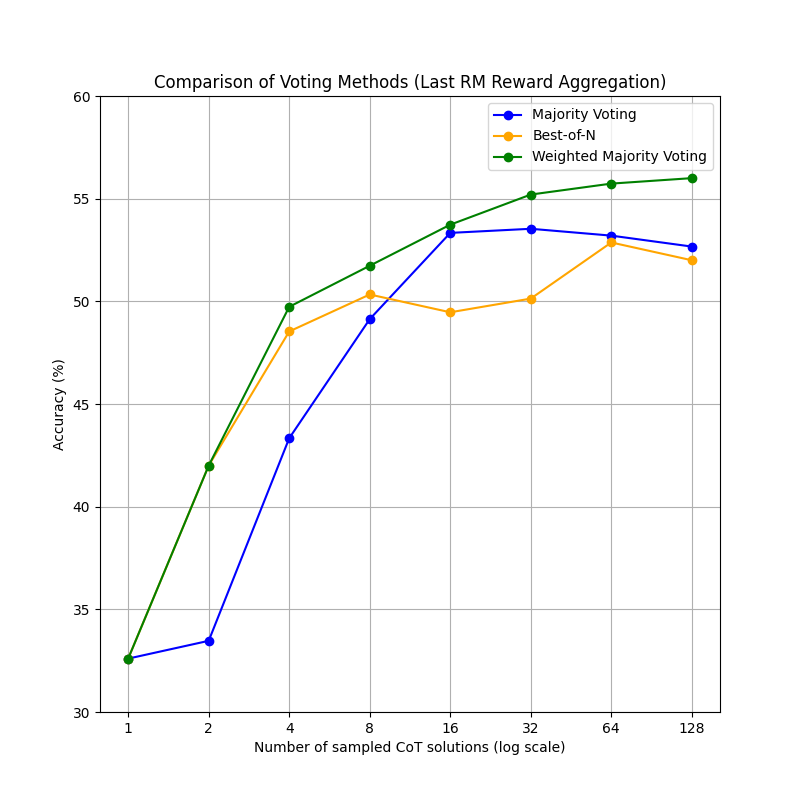 Comparison of Voting Methods (Last RM Reward Aggregation)
Majority Voting
Best-of-N
Weighted Majority Voting
Accuracy (%)
60
55
50
45
40
35
30
1 2 4 8 16 32 64 128
Number of sampled CoT solutions (log scale)